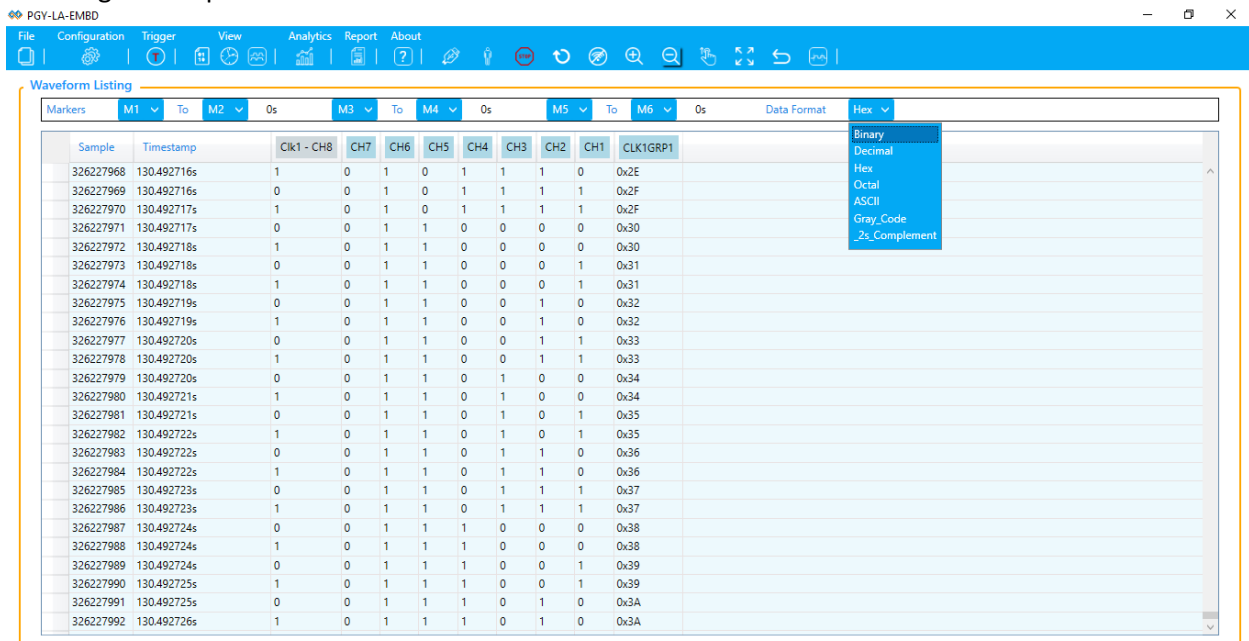 PGY-LA-EMBD
File Configuration Trigger View Analytics Report About
Waveform Listing
Markers M1 To M2 0s M3 To M4 0s M5 To M6 0s Data Format Hex
Binary
Decimal
Hex
Octal
ASCII
Gray_Code
_2s_Complement
Sample Timestamp Clk1 - CH8 CH7 CH6 CH5 CH4 CH3 CH2 CH1 CLK1GRP1
326227968 130.492716s 1 0 1 0 1 1 1 0 0x2E
326227969 130.492716s 0 0 1 0 1 1 1 1 0x2F
326227970 130.492717s 1 0 1 0 1 1 1 1 0x2F
326227971 130.492717s 0 0 1 1 0 0 0 0 0x30
326227972 130.492718s 1 0 1 1 0 0 0 0 0x30
326227973 130.492718s 0 0 1 1 0 0 0 1 0x31
326227974 130.492718s 1 0 1 1 0 0 0 1 0x31
326227975 130.492719s 0 0 1 1 0 0 1 0 0x32
326227976 130.492719s 1 0 1 1 0 0 1 0 0x32
326227977 130.492720s 0 0 1 1 0 0 1 1 0x33
326227978 130.492720s 1 0 1 1 0 0 1 1 0x33
326227979 130.492720s 0 0 1 1 0 1 0 0 0x34
326227980 130.492721s 1 0 1 1 0 1 0 0 0x34
326227981 130.492721s 0 0 1 1 0 1 0 1 0x35
326227982 130.492722s 1 0 1 1 0 1 0 1 0x35
326227983 130.492722s 0 0 1 1 0 1 1 0 0x36
326227984 130.492722s 1 0 1 1 0 1 1 0 0x36
326227985 130.492723s 0 0 1 1 0 1 1 1 0x37
326227986 130.492723s 1 0 1 1 0 1 1 1 0x37
326227987 130.492724s 0 0 1 1 1 0 0 0 0x38
326227988 130.492724s 1 0 1 1 1 0 0 0 0x38
326227989 130.492724s 0 0 1 1 1 0 0 1 0x39
326227990 130.492725s 1 0 1 1 1 0 0 1 0x39
326227991 130.492725s 0 0 1 1 1 0 1 0 0x3A
326227992 130.492726s 1 0 1 1 1 0 1 0 0x3A